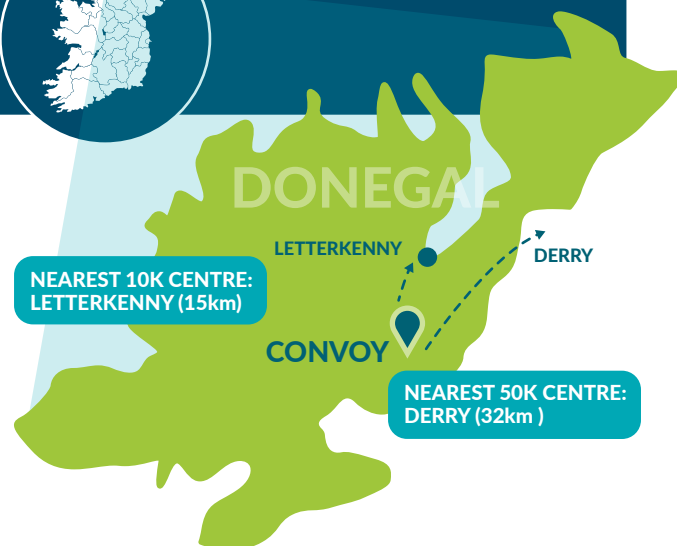 DONEGAL
LETTERKENNY
DERRY
NEAREST 10K CENTRE:
LETTERKENNY (15km)
CONVOY
NEAREST 50K CENTRE:
DERRY (32km )